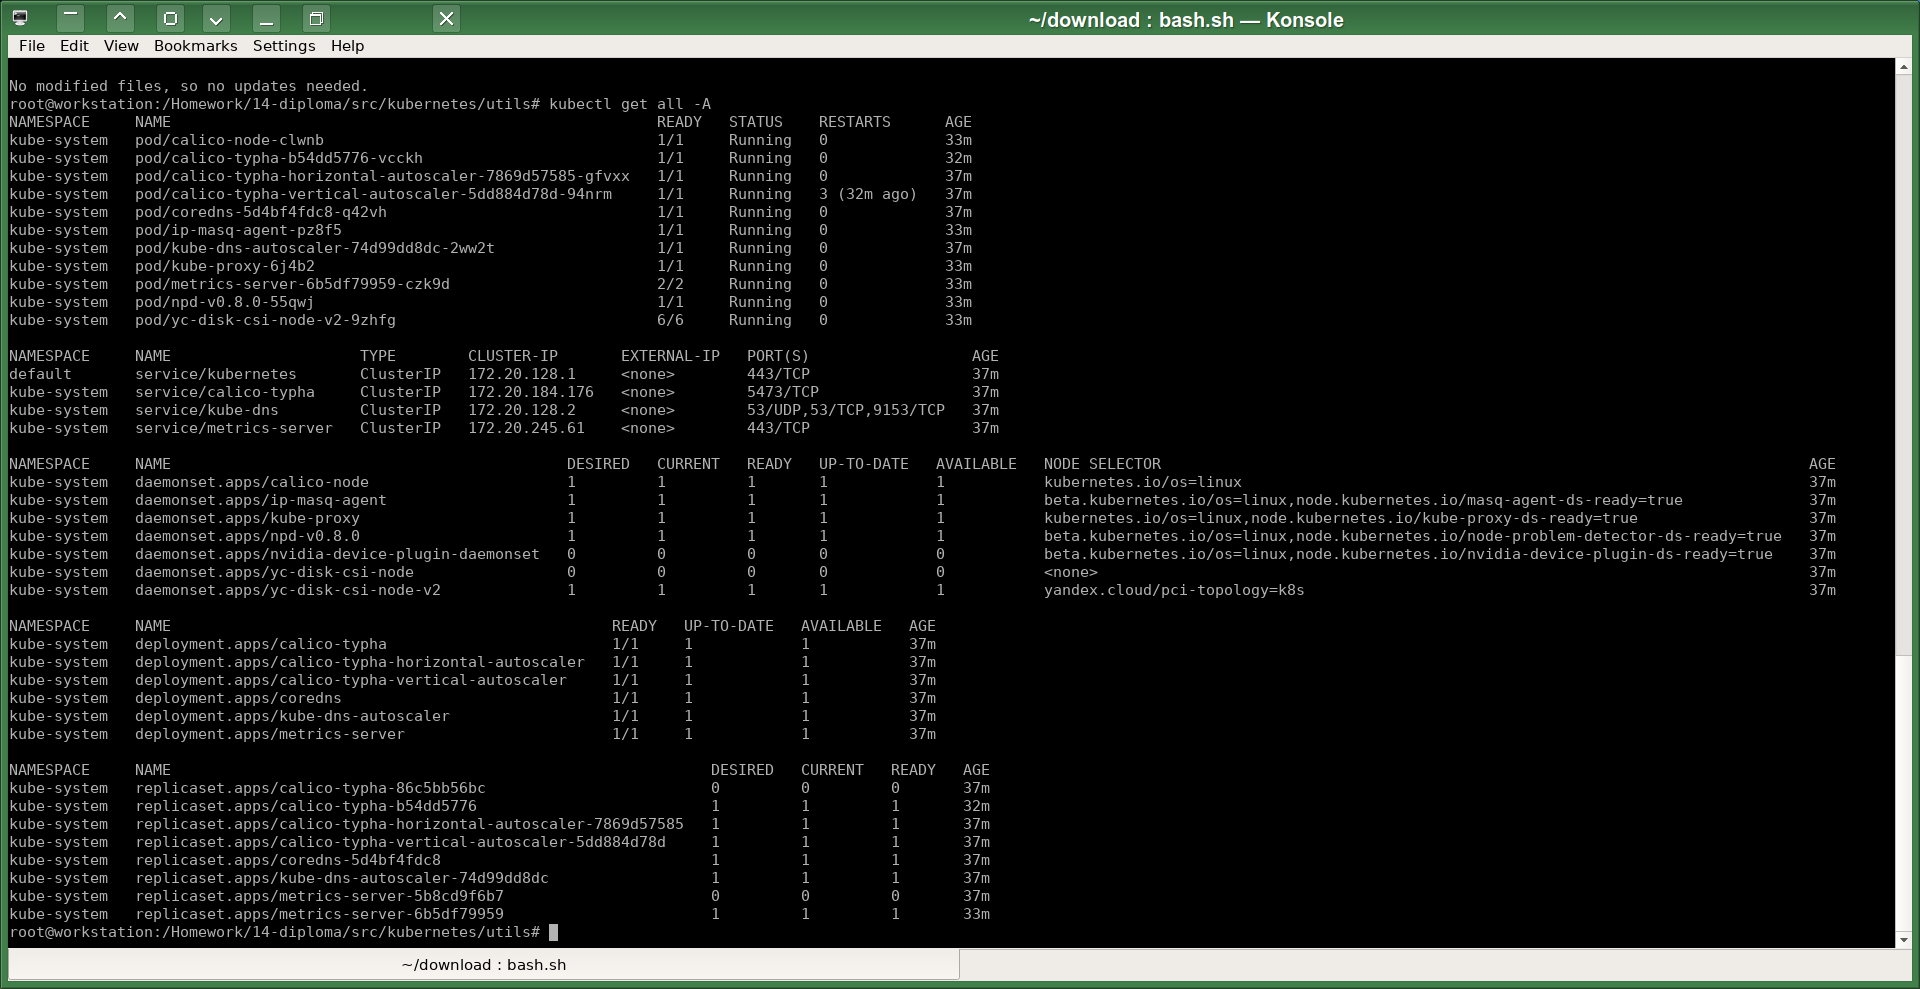 ~/download : bash.sh — Konsole
File Edit View Bookmarks Settings Help
No modified files, so no updates needed.
root@workstation:/Homework/14-diploma/src/kubernetes/utils# kubectl get all -A
NAMESPACE     NAME                                                      READY   STATUS    RESTARTS      AGE
kube-system   pod/calico-node-clwnb                                     1/1     Running   0             33m
kube-system   pod/calico-typha-b54dd5776-vcckh                          1/1     Running   0             32m
kube-system   pod/calico-typha-horizontal-autoscaler-7869d57585-gfvxx   1/1     Running   0             37m
kube-system   pod/calico-typha-vertical-autoscaler-5dd884d78d-94nrm     1/1     Running   3 (32m ago)   37m
kube-system   pod/coredns-5d4bf4fdc8-q42vh                              1/1     Running   0             37m
kube-system   pod/ip-masq-agent-pz8f5                                   1/1     Running   0             33m
kube-system   pod/kube-dns-autoscaler-74d99dd8dc-2ww2t                  1/1     Running   0             37m
kube-system   pod/kube-proxy-6j4b2                                      1/1     Running   0             33m
kube-system   pod/metrics-server-6b5df79959-czk9d                       2/2     Running   0             33m
kube-system   pod/npd-v0.8.0-55qwj                                      1/1     Running   0             33m
kube-system   pod/yc-disk-csi-node-v2-9zhfg                             6/6     Running   0             33m
NAMESPACE     NAME                     TYPE        CLUSTER-IP       EXTERNAL-IP   PORT(S)                  AGE
default       service/kubernetes       ClusterIP   172.20.128.1     <none>        443/TCP                  37m
kube-system   service/calico-typha     ClusterIP   172.20.184.176   <none>        5473/TCP                 37m
kube-system   service/kube-dns         ClusterIP   172.20.128.2     <none>        53/UDP,53/TCP,9153/TCP   37m
kube-system   service/metrics-server   ClusterIP   172.20.245.61    <none>        443/TCP                  37m
NAMESPACE     NAME                                            DESIRED   CURRENT   READY   UP-TO-DATE   AVAILABLE   NODE SELECTOR                                                                        AGE
kube-system   daemonset.apps/calico-node                      1         1         1       1            1           kubernetes.io/os=linux                                                               37m
kube-system   daemonset.apps/ip-masq-agent                    1         1         1       1            1           beta.kubernetes.io/os=linux,node.kubernetes.io/masq-agent-ds-ready=true              37m
kube-system   daemonset.apps/kube-proxy                       1         1         1       1            1           kubernetes.io/os=linux,node.kubernetes.io/kube-proxy-ds-ready=true                   37m
kube-system   daemonset.apps/npd-v0.8.0                       1         1         1       1            1           beta.kubernetes.io/os=linux,node.kubernetes.io/node-problem-detector-ds-ready=true   37m
kube-system   daemonset.apps/nvidia-device-plugin-daemonset   0         0         0       0            0           beta.kubernetes.io/os=linux,node.kubernetes.io/nvidia-device-plugin-ds-ready=true    37m
kube-system   daemonset.apps/yc-disk-csi-node                 0         0         0       0            0           <none>                                                                               37m
kube-system   daemonset.apps/yc-disk-csi-node-v2              1         1         1       1            1           yandex.cloud/pci-topology=k8s                                                        37m
NAMESPACE     NAME                                                 READY   UP-TO-DATE   AVAILABLE   AGE
kube-system   deployment.apps/calico-typha                         1/1     1            1           37m
kube-system   deployment.apps/calico-typha-horizontal-autoscaler   1/1     1            1           37m
kube-system   deployment.apps/calico-typha-vertical-autoscaler     1/1     1            1           37m
kube-system   deployment.apps/coredns                              1/1     1            1           37m
kube-system   deployment.apps/kube-dns-autoscaler                  1/1     1            1           37m
kube-system   deployment.apps/metrics-server                       1/1     1            1           37m
NAMESPACE     NAME                                                            DESIRED   CURRENT   READY   AGE
kube-system   replicaset.apps/calico-typha-86c5bb56bc                         0         0         0       37m
kube-system   replicaset.apps/calico-typha-b54dd5776                          1         1         1       32m
kube-system   replicaset.apps/calico-typha-horizontal-autoscaler-7869d57585   1         1         1       37m
kube-system   replicaset.apps/calico-typha-vertical-autoscaler-5dd884d78d     1         1         1       37m
kube-system   replicaset.apps/coredns-5d4bf4fdc8                              1         1         1       37m
kube-system   replicaset.apps/kube-dns-autoscaler-74d99dd8dc                  1         1         1       37m
kube-system   replicaset.apps/metrics-server-5b8cd9f6b7                       0         0         0       37m
kube-system   replicaset.apps/metrics-server-6b5df79959                       1         1         1       33m
root@workstation:/Homework/14-diploma/src/kubernetes/utils#
~/download : bash.sh